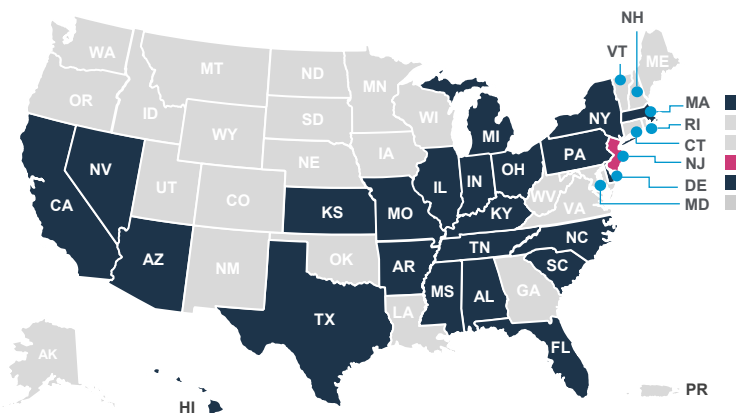 NH
WA
VT
ME
MT
ND
MN
OR
ID
SD
WI
MA
NY
RI
WY
MI
CT
NJ
PA
IA
NE
NV
OH
IN
IL
DE
UT
MD
CO
WV
VA
CA
KS
MO
KY
NC
TN
OK
AZ
NM
AR
SC
MS
AL
GA
TX
LA
FL
AK
PR
HI